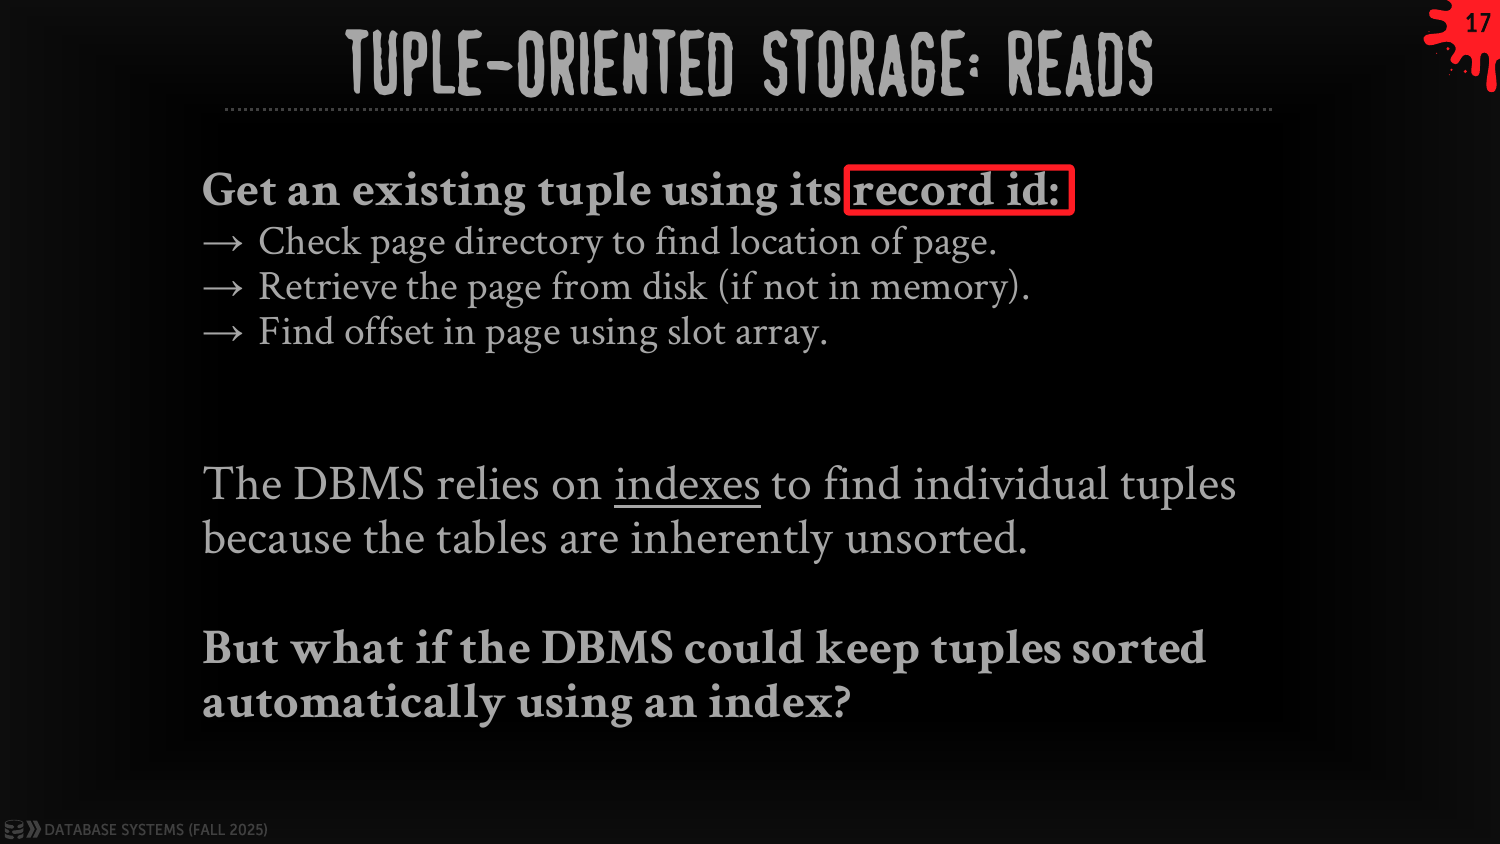 17
TUPLE-ORIENTED STORAGE: READS
Get an existing tuple using its record id:
→ Check page directory to find location of page.
→ Retrieve the page from disk (if not in memory).
→ Find offset in page using slot array.
The DBMS relies on indexes to find individual tuples
because the tables are inherently unsorted.
But what if the DBMS could keep tuples sorted
automatically using an index?
DATABASE SYSTEMS (FALL 2025)